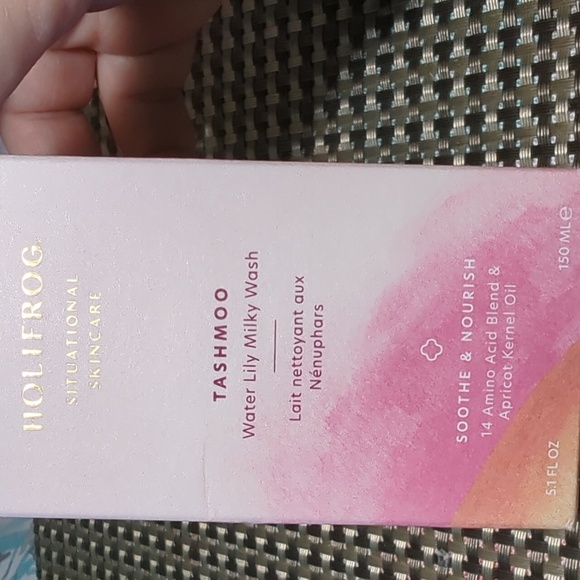 HOLIFROG
SITUATIONAL
SKINCARE
TASHMOO
Water Lily Milky Wash
Lait nettoyant aux
Nénuphars
SOOTHE & NOURISH
14 Amino Acid Blend &
Apricot Kernel Oil
5.1 FL OZ
150 ML e